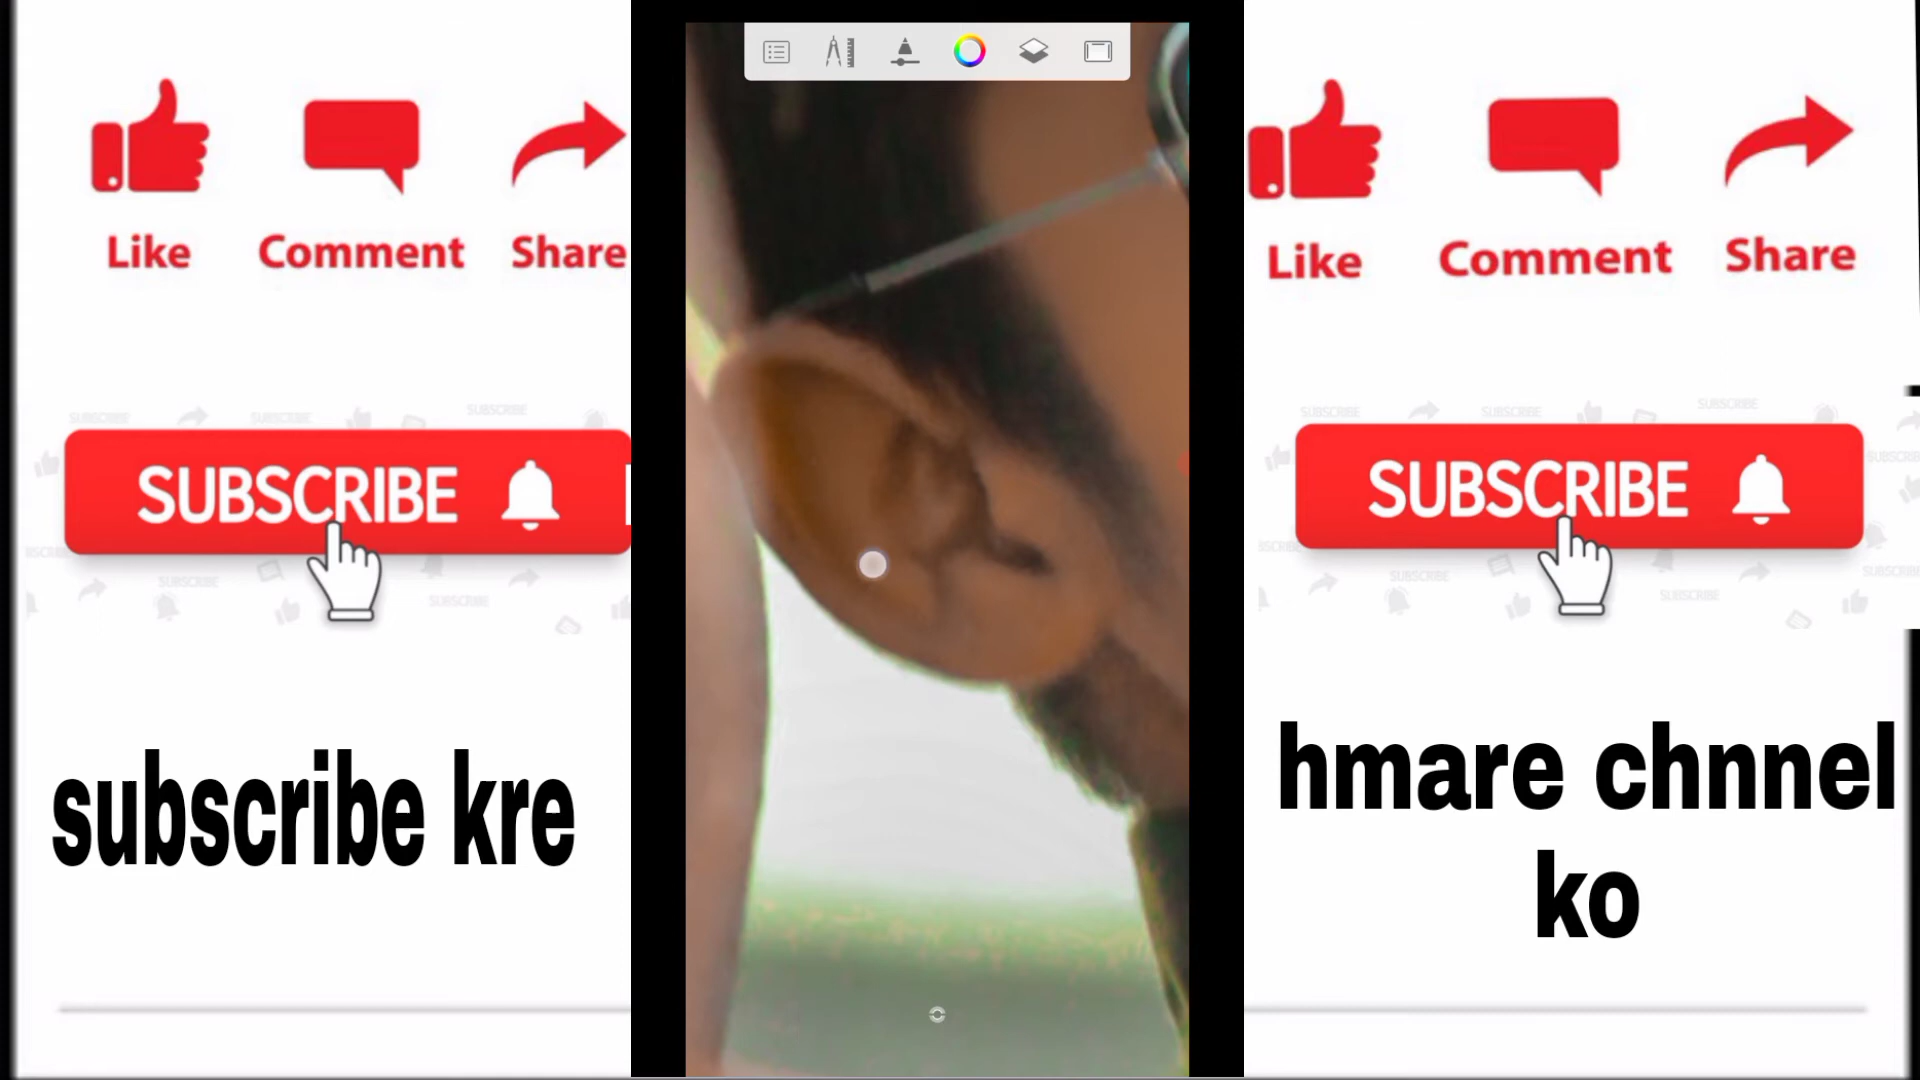 Like Comment Share
SUBSCRIBE
subscribe kre
Like Comment Share
SUBSCRIBE
hmare chnnel
ko